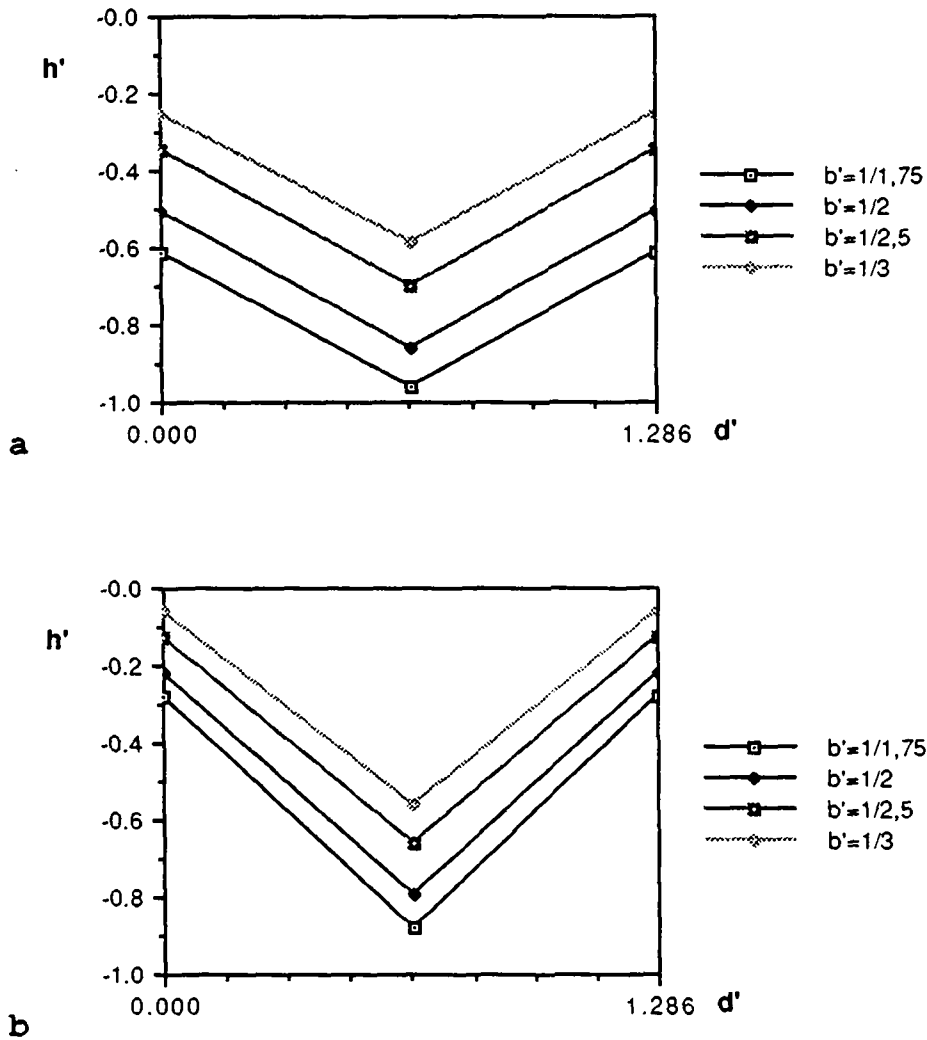 -0.0
h'
-0.2
-0.4
-0.6
-0.8
-1.0
0.000
1.286
d'
b'=1/1,75
b'=1/2
b'=1/2,5
b'=1/3
a
-0.0
h'
-0.2
-0.4
-0.6
-0.8
-1.0
0.000
1.286
d'
b'=1/1,75
b'=1/2
b'=1/2,5
b'=1/3
b